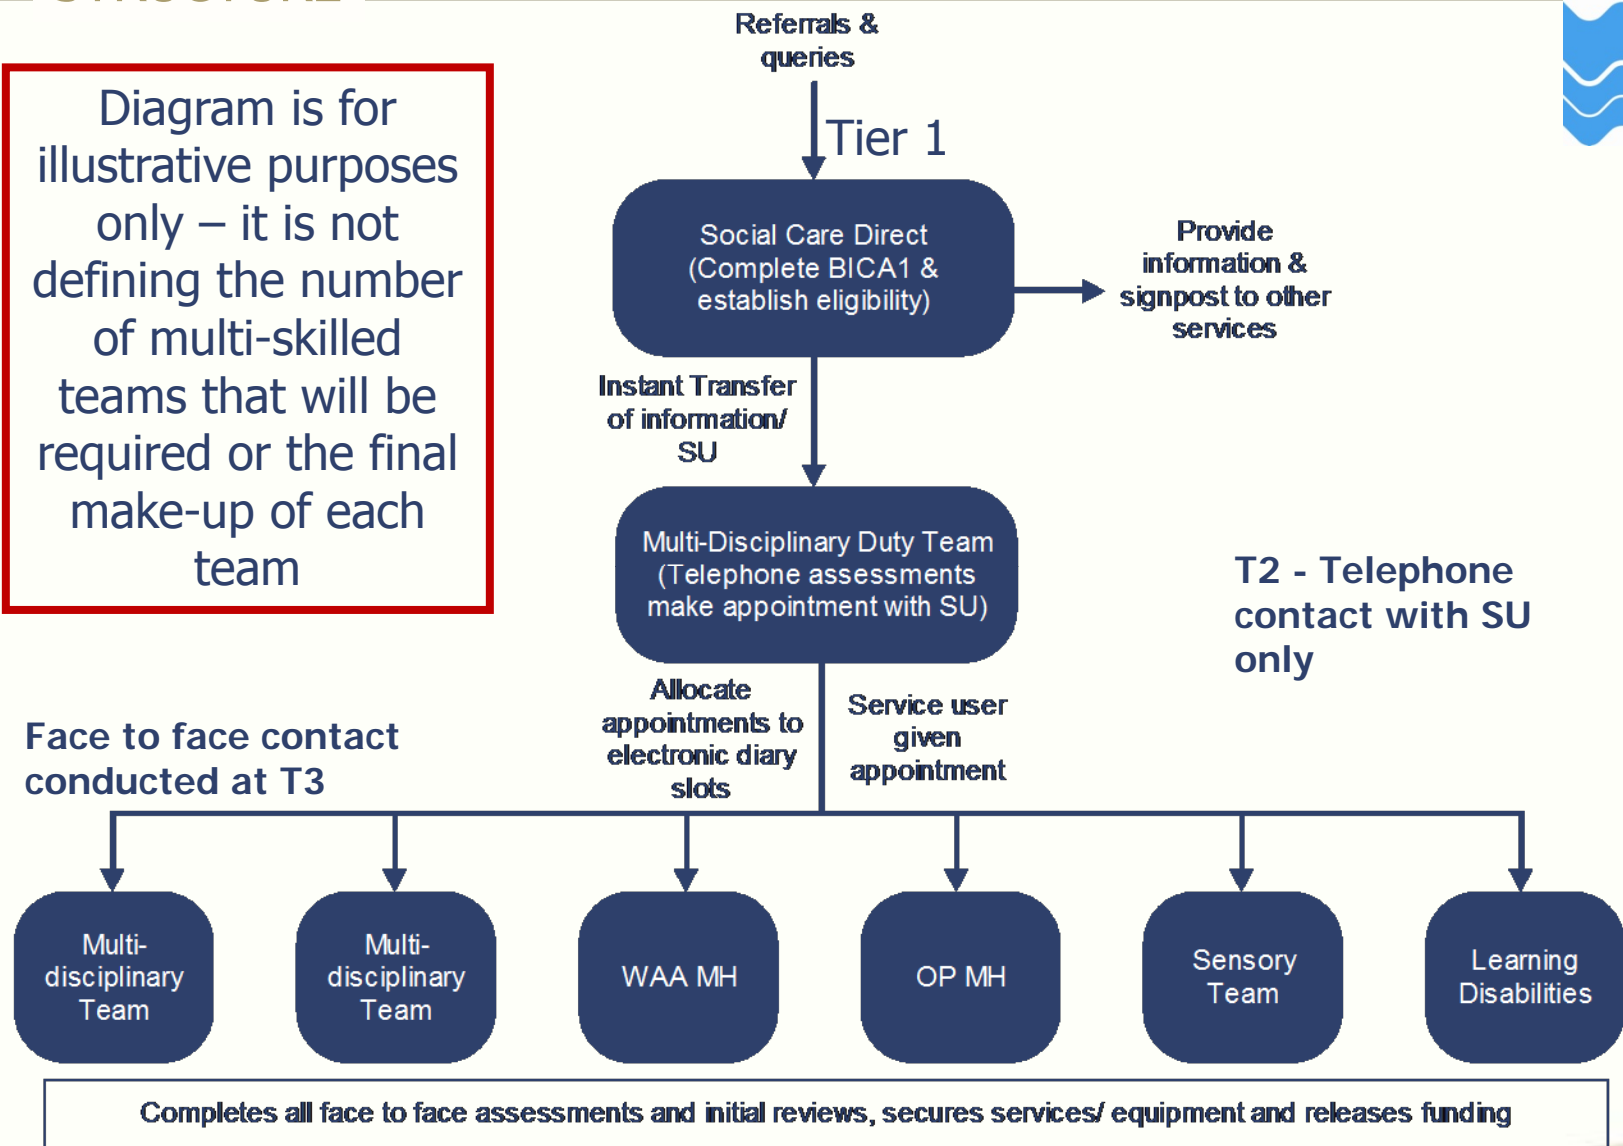 STRUCTURE
Referrals &
queries
Diagram is for
illustrative purposes
only – it is not
defining the number
of multi-skilled
teams that will be
required or the final
make-up of each
team
Tier 1
Social Care Direct
(Complete BICA1 &
establish eligibility)
Provide
information &
signpost to other
services
Instant Transfer
of information/
SU
Multi-Disciplinary Duty Team
(Telephone assessments
make appointment with SU)
T2 - Telephone
contact with SU
only
Allocate
appointments to
electronic diary
slots
Service user
given
appointment
Face to face contact
conducted at T3
Multi-
disciplinary
Team
Multi-
disciplinary
Team
WAA MH
OP MH
Sensory
Team
Learning
Disabilities
Completes all face to face assessments and initial reviews, secures services/ equipment and releases funding